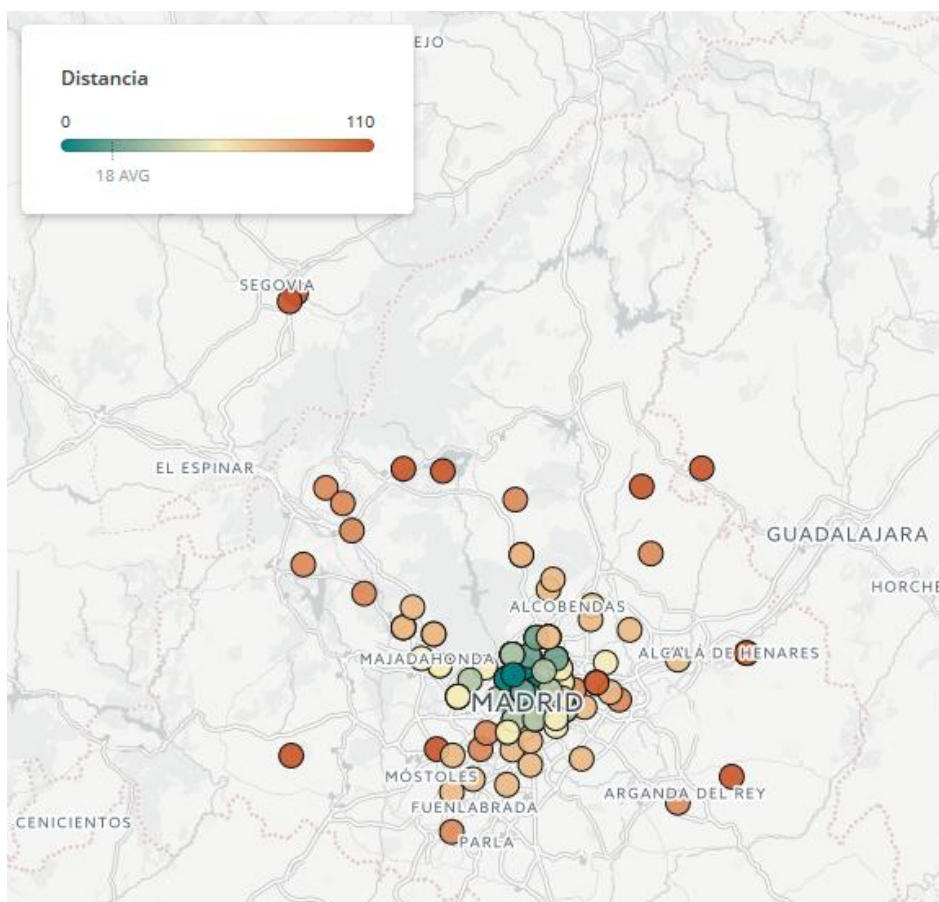 EJO
Distancia
0 110
18 AVG
SEGOVIA
EL ESPINAR
GUADALAJARA
HORCHE
ALCOBENDAS
MAJADAHONDA
ALCALÁ DE HENARES
MADRID
MÓSTOLES
ARGANDA DEL REY
FUENLABRADA
CENICIENTOS
PARLA